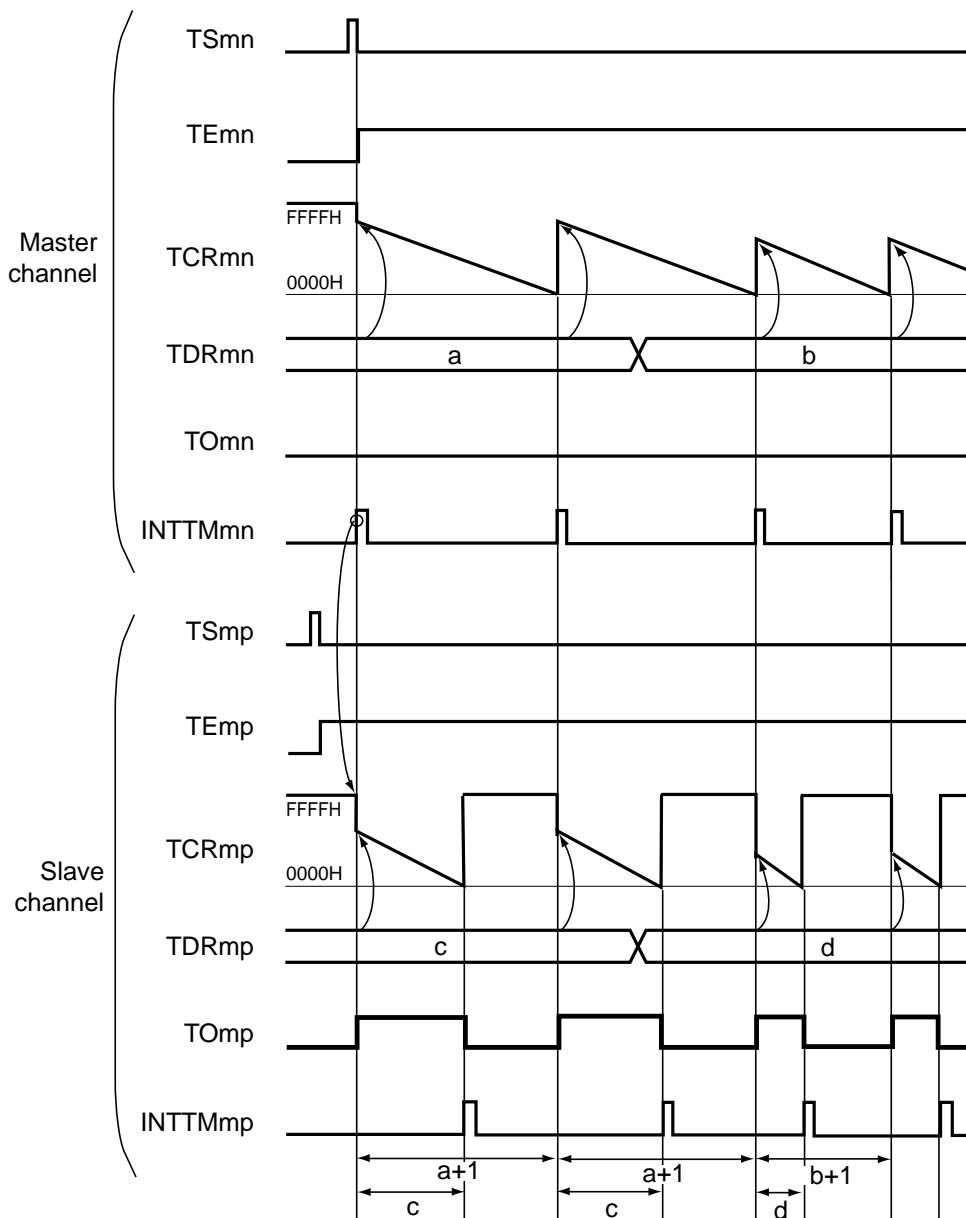 TSmn
TEmn
Master
channel
FFFFH
TCRmn
0000H
TDRmn
a
b
TOmn
INTTMmn
TSmp
TEmp
Slave
channel
FFFFH
TCRmp
0000H
TDRmp
c
d
TOmp
INTTMmp
a+1
a+1
b+1
c
c
d